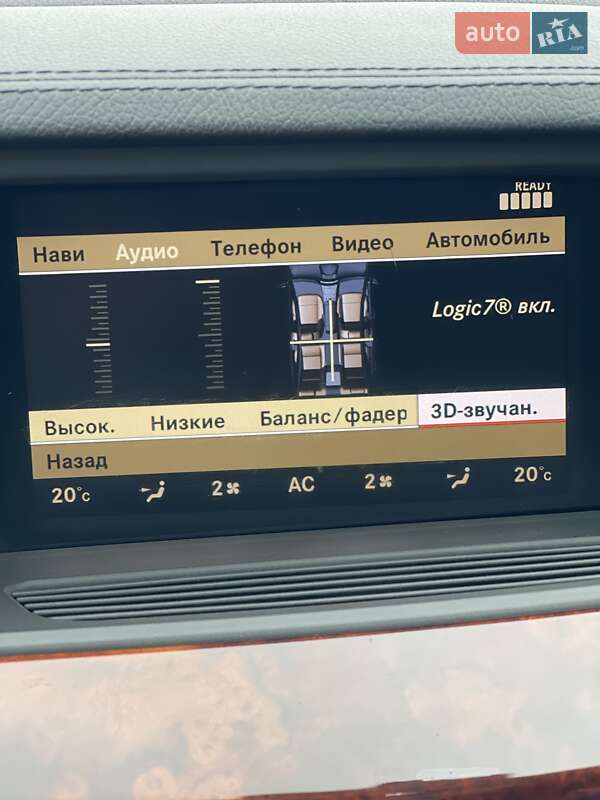 auto RIA .com
READY
Нави Аудио Телефон Видео Автомобиль
Logic7® вкл.
Высок. Низкие Баланс/фадер 3D-звучан.
Назад
20°C 2 AC 2 20°C